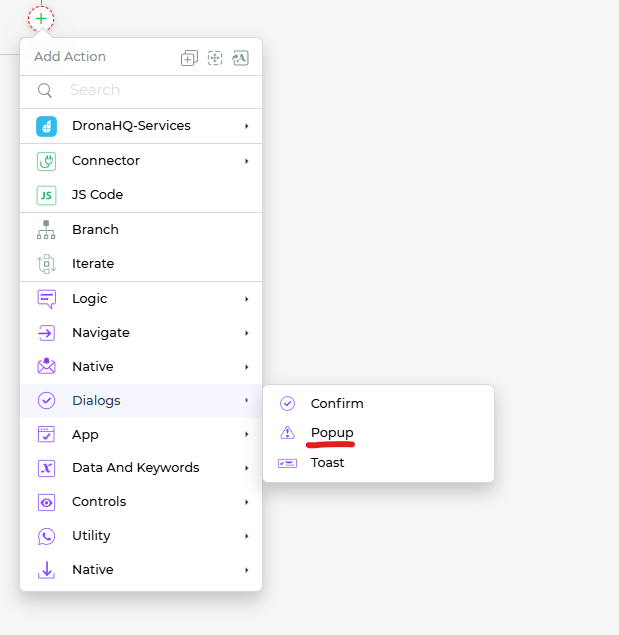 Add Action
Search
DronaHQ-Services
Connector
JS JS Code
Branch
Iterate
Logic
Navigate
Native
Dialogs
Confirm
Popup
Toast
App
Data And Keywords
Controls
Utility
Native